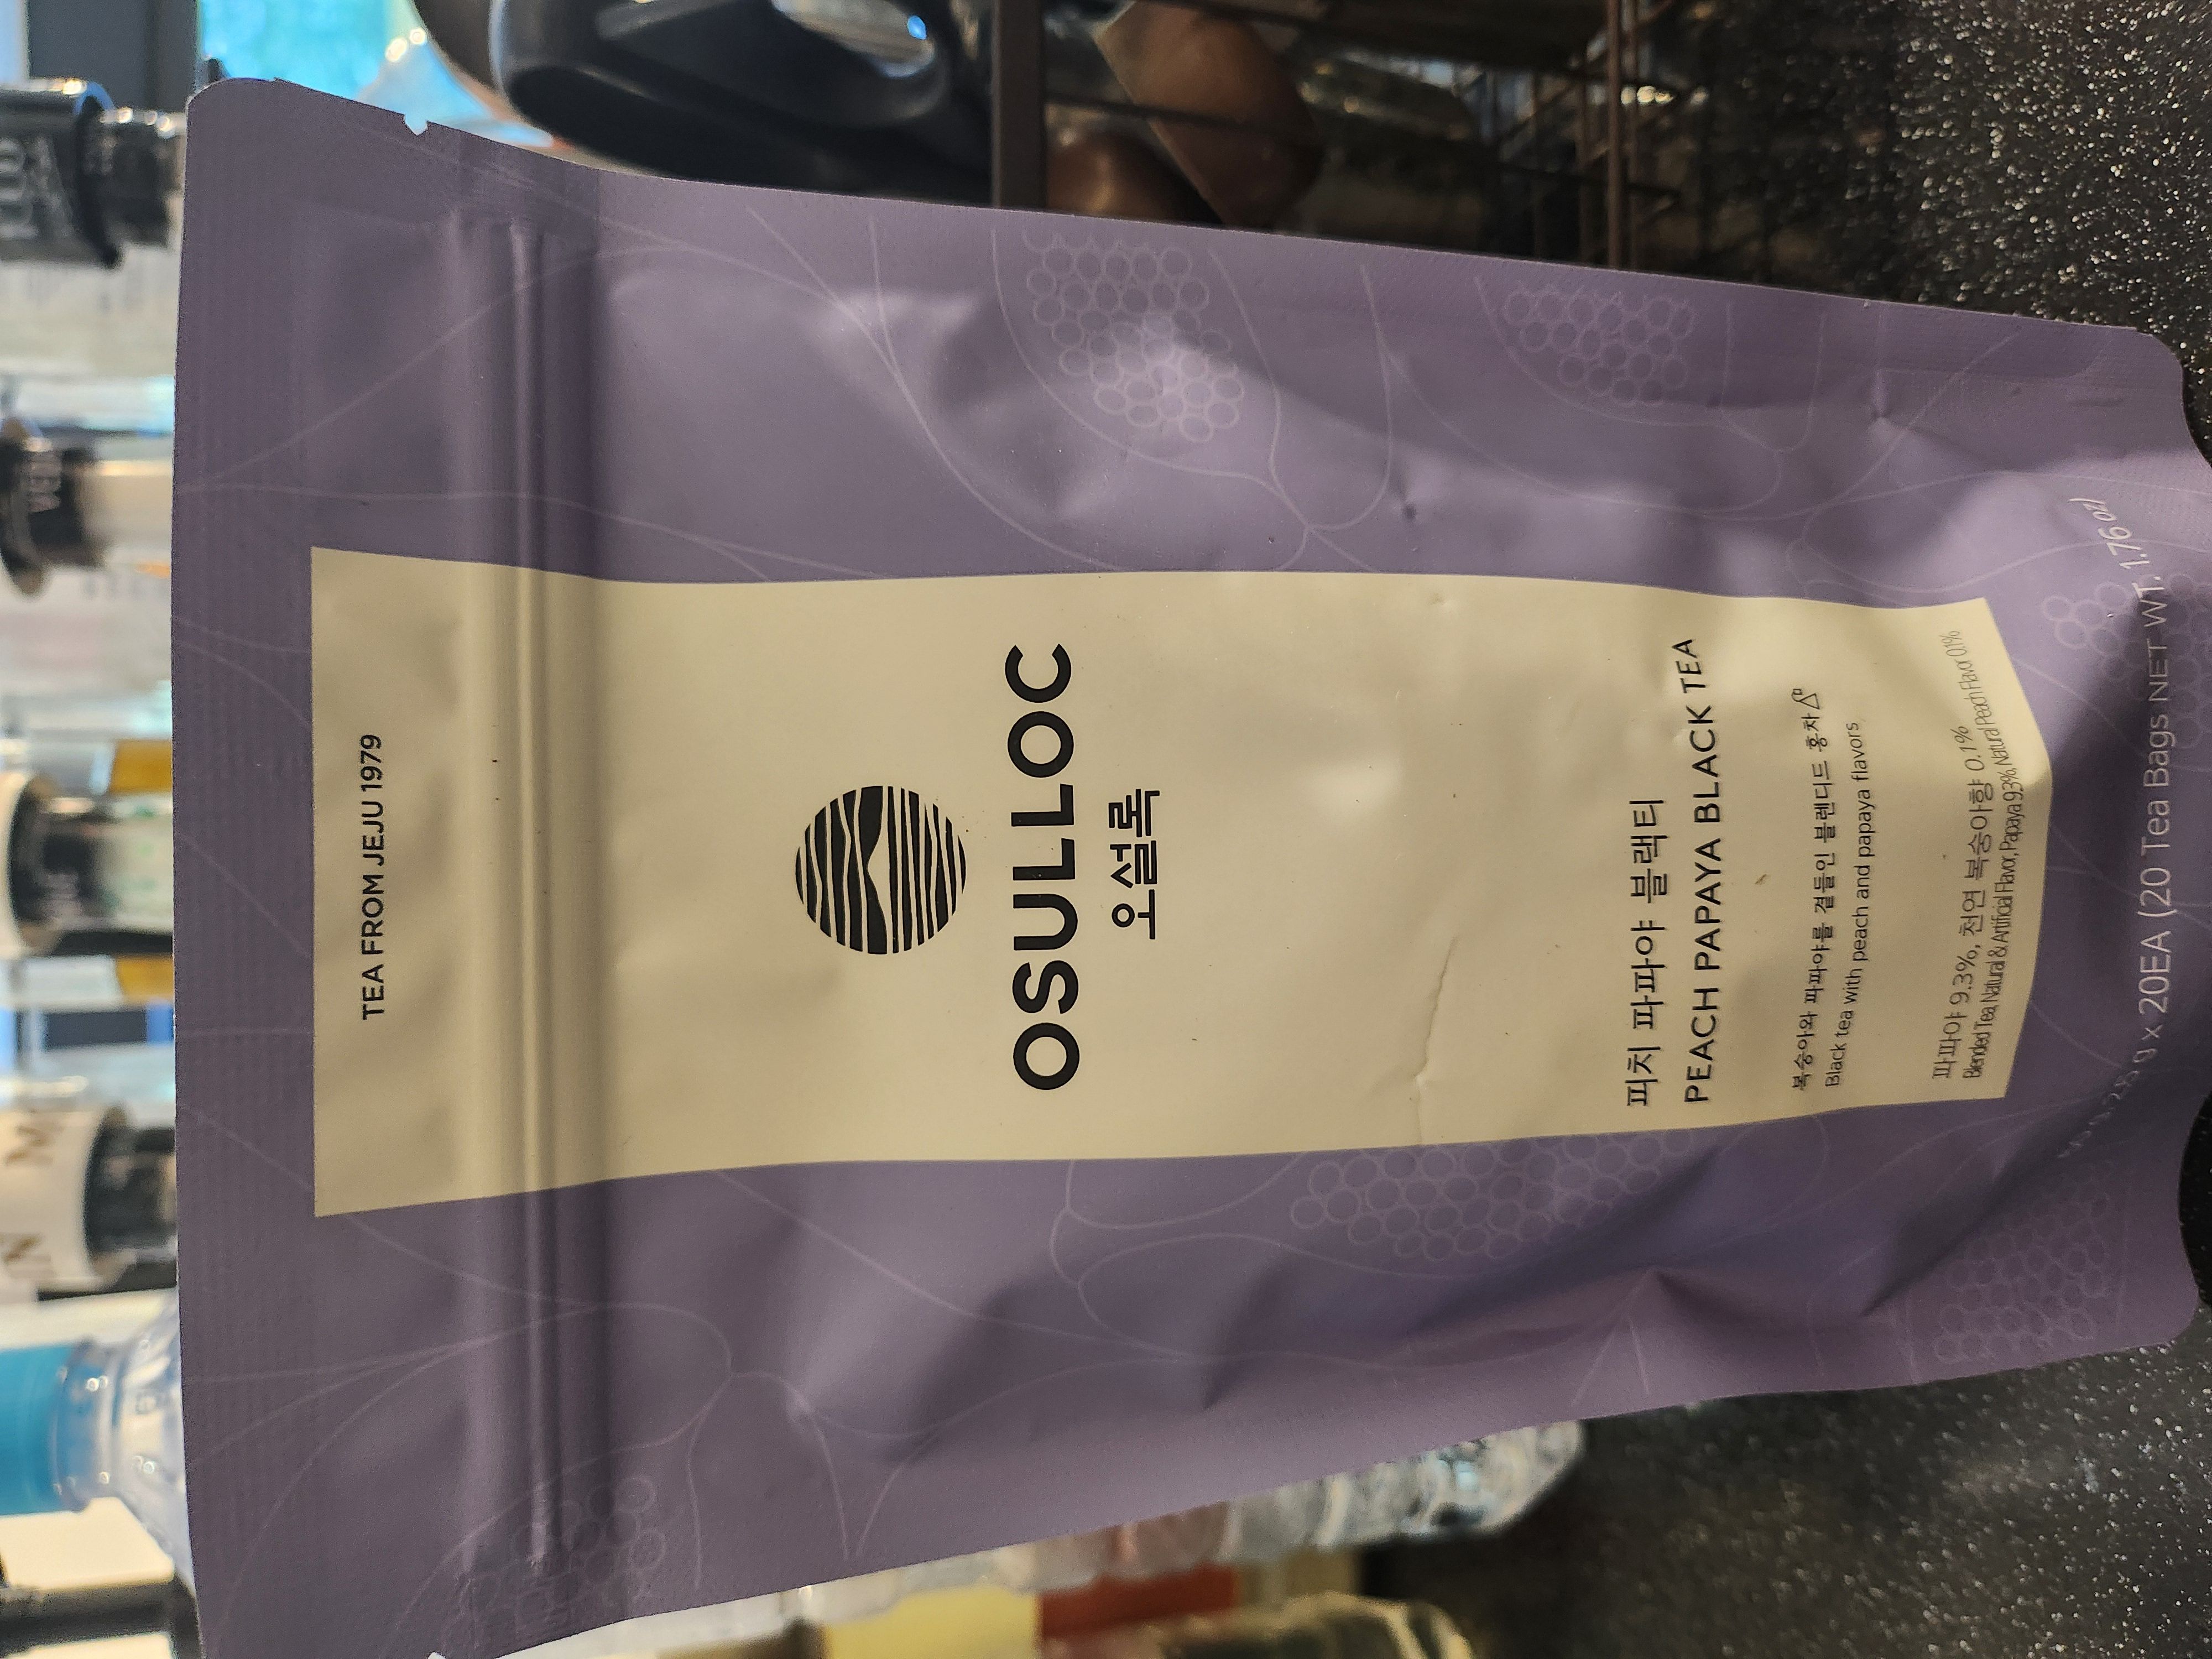 TEA FROM JEJU 1979
OSULLOC
오설록
피치 파파야 블랙티
PEACH PAPAYA BLACK TEA
복숭아와 파파야를 곁들인 블렌디드 홍차
Black tea with peach and papaya flavors
파파야 9.3%, 천연 복숭아향 0.1%
Blended Tea, Natural & Artificial Flavor, Papaya 9.3%, Natural Peach Flavor 0.1%
g x 20EA (20 Tea Bags NET WT. 1.76 oz)